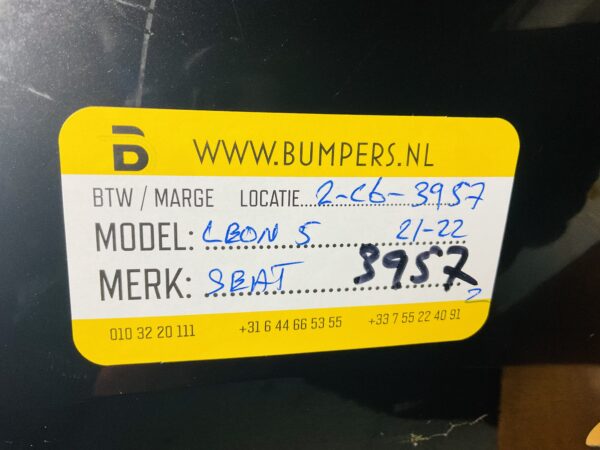 B WWW.BUMPERS.NL
BTW / MARGE LOCATIE 2-C6-3957
MODEL: LEON 5 21-22
MERK: SEAT 3957
010 32 20 111 +31 6 44 66 53 55 +33 7 55 22 40 91